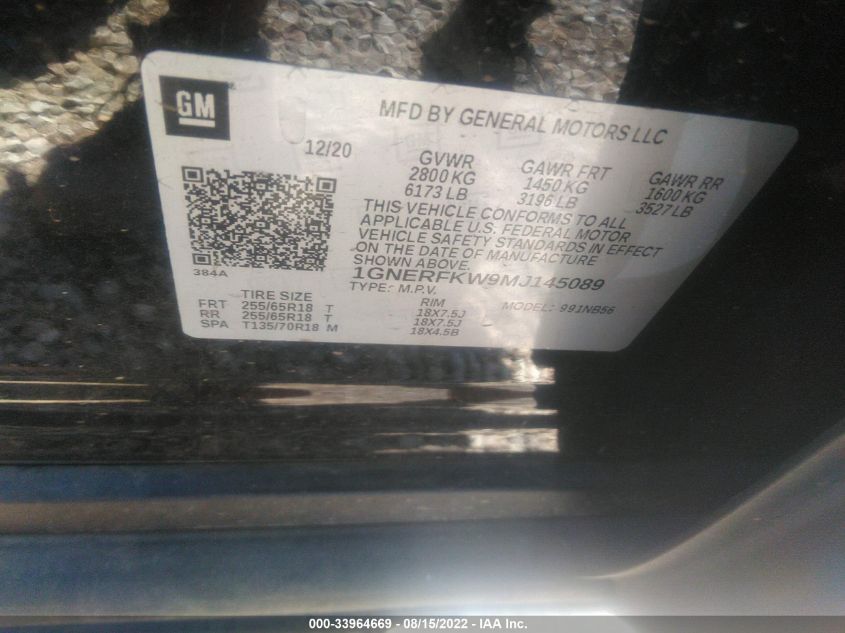 GM
MFD BY GENERAL MOTORS LLC
12/20
GVWR GAWR FRT GAWR RR
2800 KG 1450 KG 1600 KG
6173 LB 3196 LB 3527 LB
THIS VEHICLE CONFORMS TO ALL
APPLICABLE U.S. FEDERAL MOTOR
VEHICLE SAFETY STANDARDS IN EFFECT
ON THE DATE OF MANUFACTURE
SHOWN ABOVE.
384A
1GNERFKW9MJ145089
TYPE: M.P.V. MODEL: 991NB56
TIRE SIZE RIM
FRT 255/65R18 T 18X7.5J
RR 255/65R18 T 18X7.5J
SPA T135/70R18 M 18X4.5B
000-33964669 - 08/15/2022 - IAA Inc.